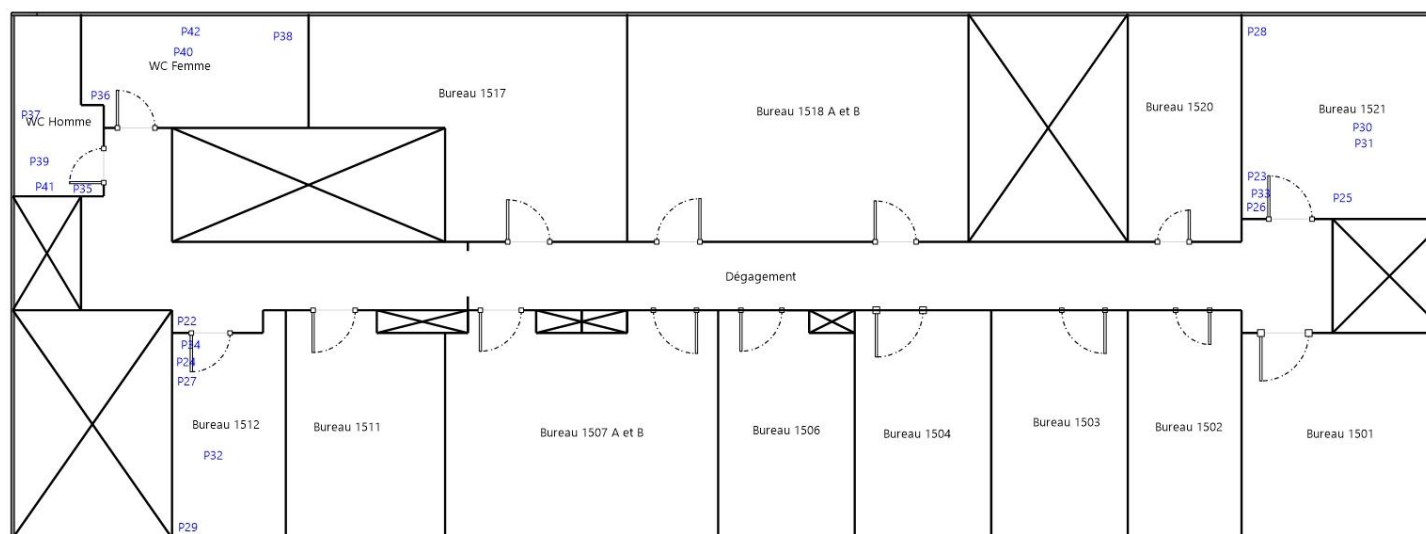 P42
P38
P28
P40
WC Femme
Bureau 1517
P36
Bureau 1518 A et B
Bureau 1520
Bureau 1521
P37
WC Homme
P30
P31
P39
P41
P35
P23
P33
P26
P25
Dégagement
P22
P34
P24
P27
Bureau 1512
Bureau 1511
Bureau 1507 A et B
Bureau 1506
Bureau 1504
Bureau 1503
Bureau 1502
Bureau 1501
P32
P29